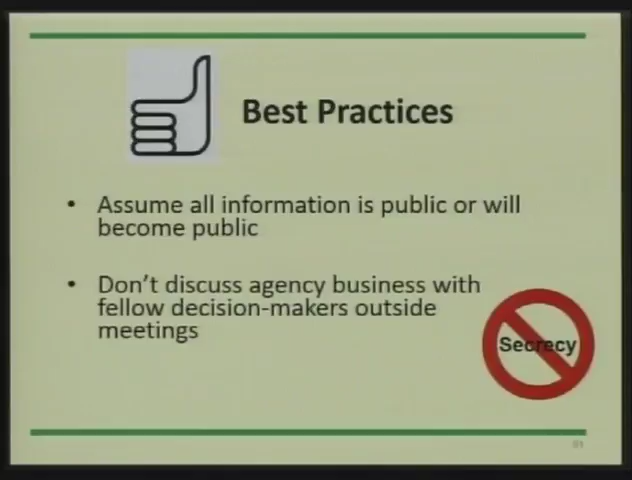 Best Practices
• Assume all information is public or will
become public
• Don't discuss agency business with
fellow decision-makers outside
meetings
Secrecy